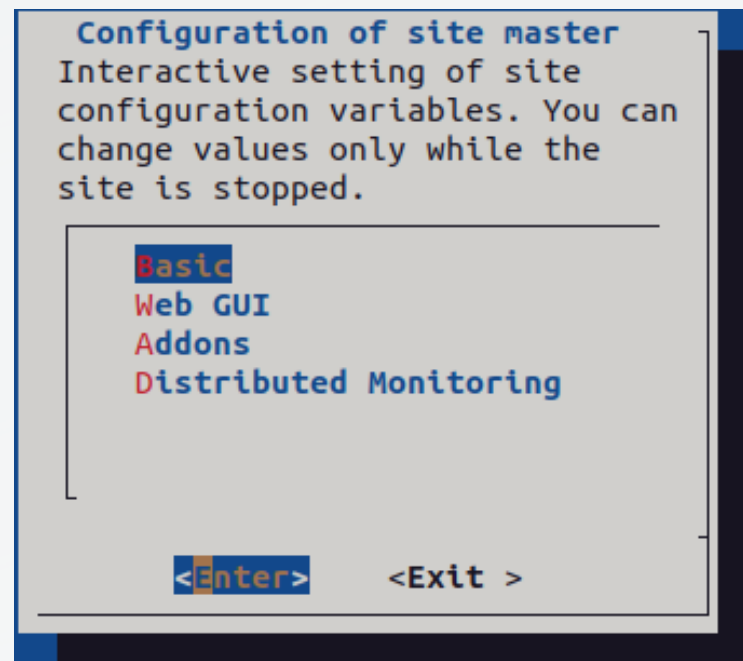 Configuration of site master
Interactive setting of site
configuration variables. You can
change values only while the
site is stopped.
Basic
Web GUI
Addons
Distributed Monitoring
<Enter> <Exit >